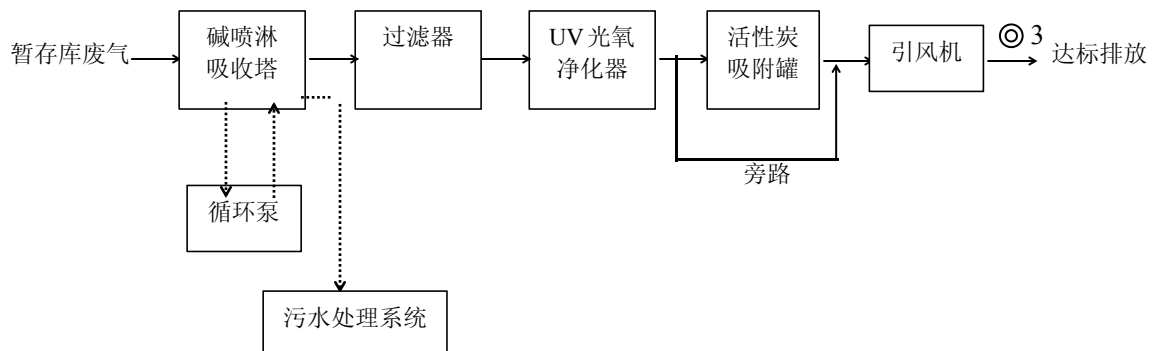 暂存库废气
碱喷淋
吸收塔
过滤器
UV光氧
净化器
活性炭
吸附罐
引风机
◎3
达标排放
旁路
循环泵
污水处理系统